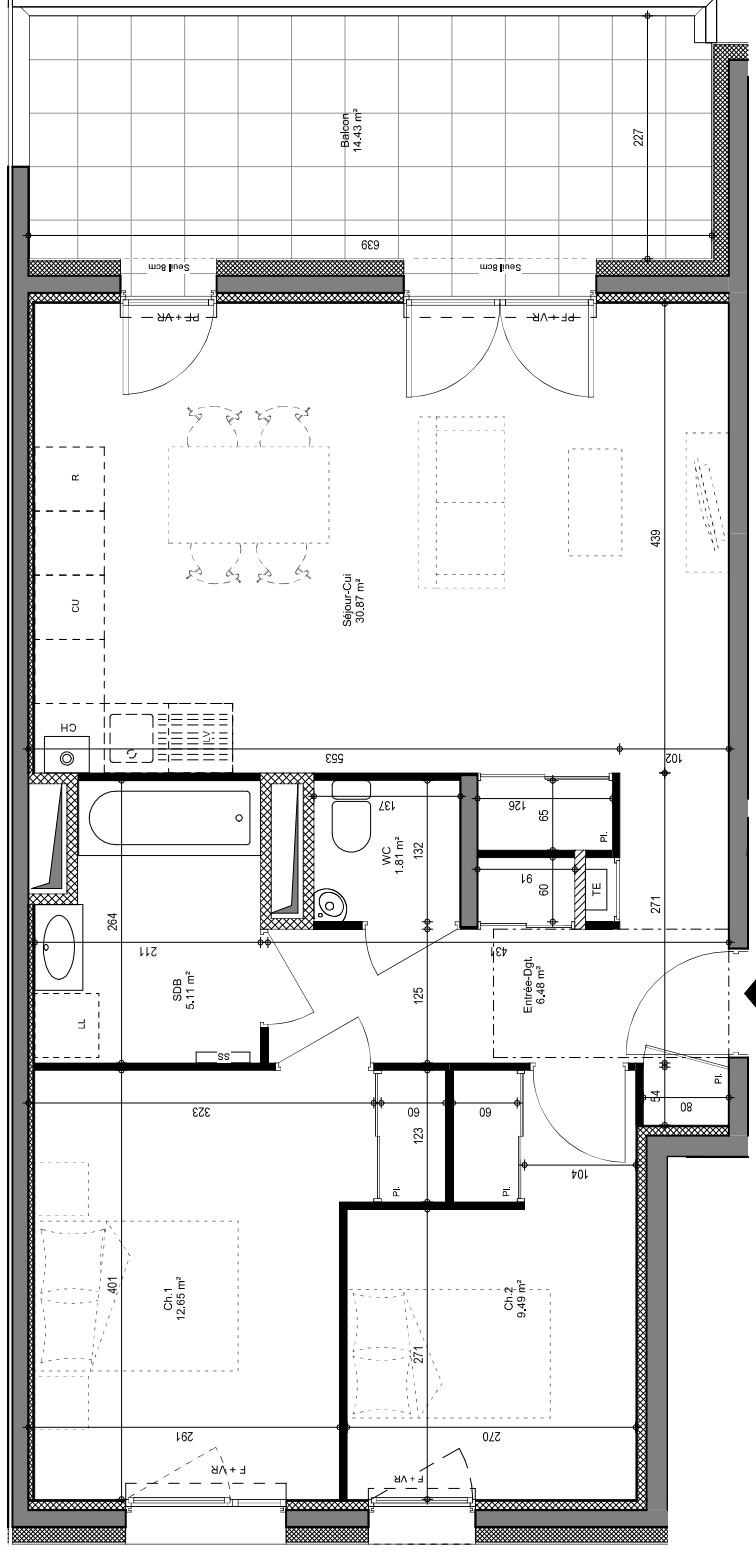 Balcon
14.43 m²
227
639
Seuil 8cm
Seuil 8cm
PF + VR
PF + VR
R
CU
Séjour-Cui
30.87 m²
439
CH
LV
553
102
137
126
65
Pl.
WC
1.81 m²
132
91
60
TE
271
264
211
431
SDB
5.11 m²
125
Entrée-Dgt.
6.48 m²
LL
SS
Pl.
54
80
323
60
123
60
104
Pl.
Pl.
401
Ch.1
12.65 m²
Ch.2
9.49 m²
271
291
270
F + VR
F + VR